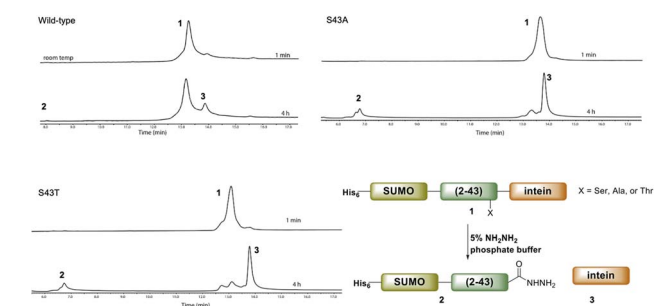 Wild-type
1
room temp
1 min
2
3
4 h
Time (min)
S43A
1
1 min
2
3
4 h
Time (min)
S43T
1
1 min
2
3
4 h
Time (min)
His6 SUMO (2-43) intein X = Ser, Ala, or Thr
1 X
5% NH2NH2
phosphate buffer
O
His6 SUMO (2-43) NHNH2 intein
2 3